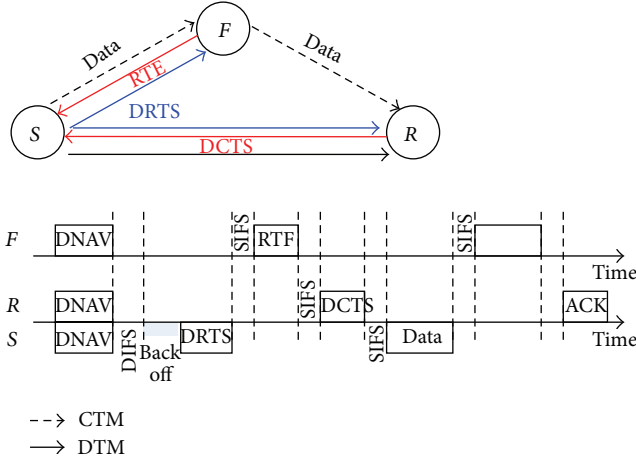 F
Data
Data
RTE
DRTS
S
R
DCTS
F
DNAV
SIFS
RTF
SIFS
Time
R
DNAV
SIFS
DCTS
ACK
S
DNAV
DIFS
Back
off
DRTS
SIFS
Data
Time
CTM
DTM